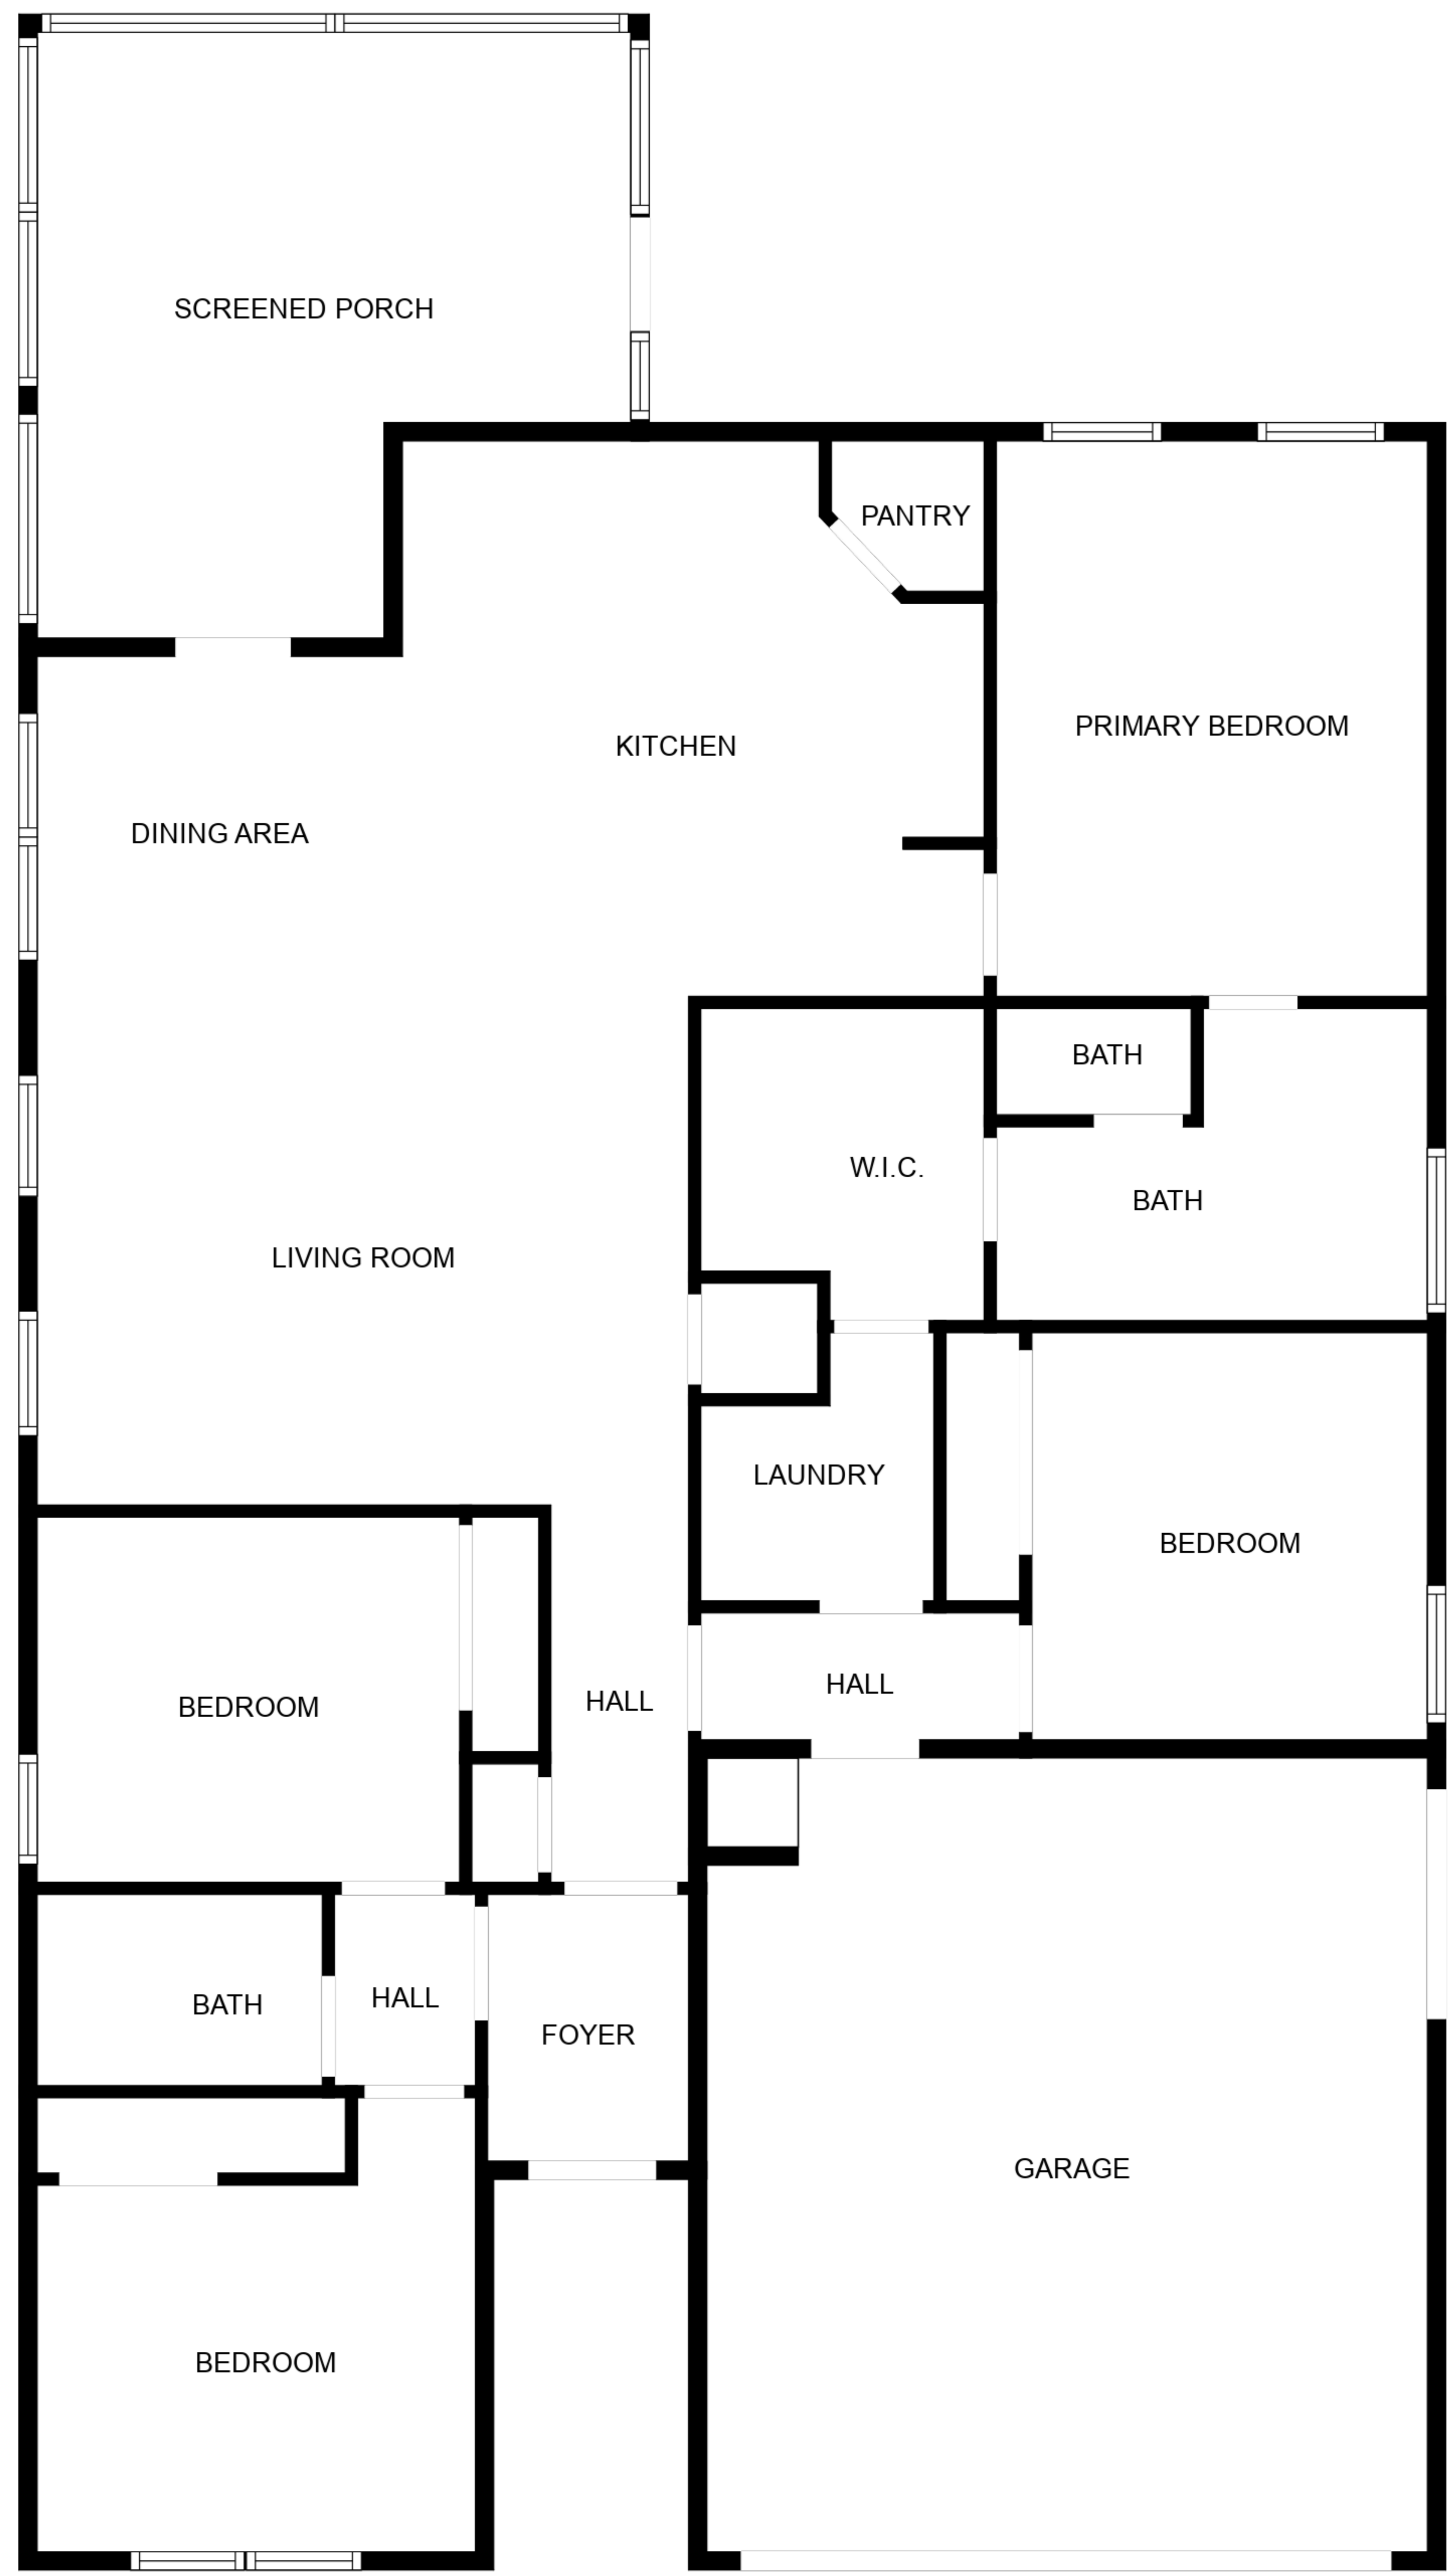 SCREENED PORCH
PANTRY
PRIMARY BEDROOM
KITCHEN
DINING AREA
BATH
W.I.C.
BATH
LIVING ROOM
LAUNDRY
BEDROOM
HALL
HALL
BEDROOM
BATH
HALL
FOYER
GARAGE
BEDROOM